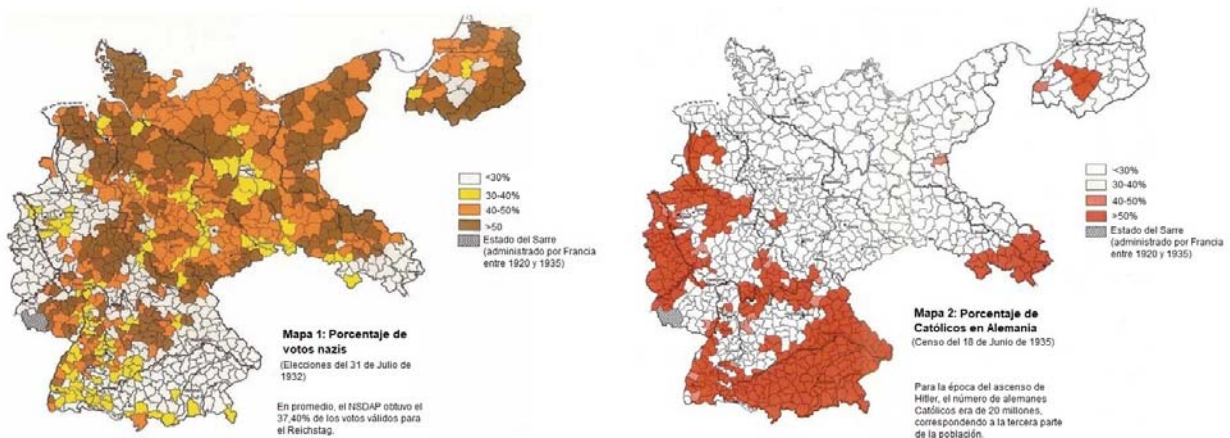 <30%
30-40%
40-50%
>50
Estado del Sarre
(administrado por Francia
entre 1920 y 1935)
Mapa 1: Porcentaje de
votos nazis
(Elecciones del 31 de Julio de
1932)
En promedio, el NSDAP obtuvo el
37,40% de los votos válidos para
el Reichstag.
<30%
30-40%
40-50%
>50%
Estado del Sarre
(administrado por Francia
entre 1920 y 1935)
Mapa 2: Porcentaje de
Católicos en Alemania
(Censo del 18 de Junio de 1935)
Para la época del ascenso de
Hitler, el número de alemanes
Católicos era de 20 millones,
correspondiendo a la tercera parte
de la población.